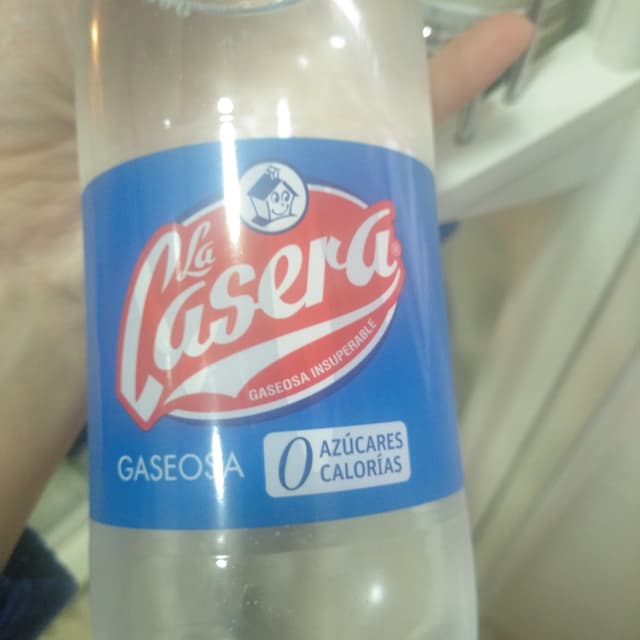 La
Casera
GASEOSA INSUPERABLE
GASEOSA
0 AZÚCARES
CALORÍAS